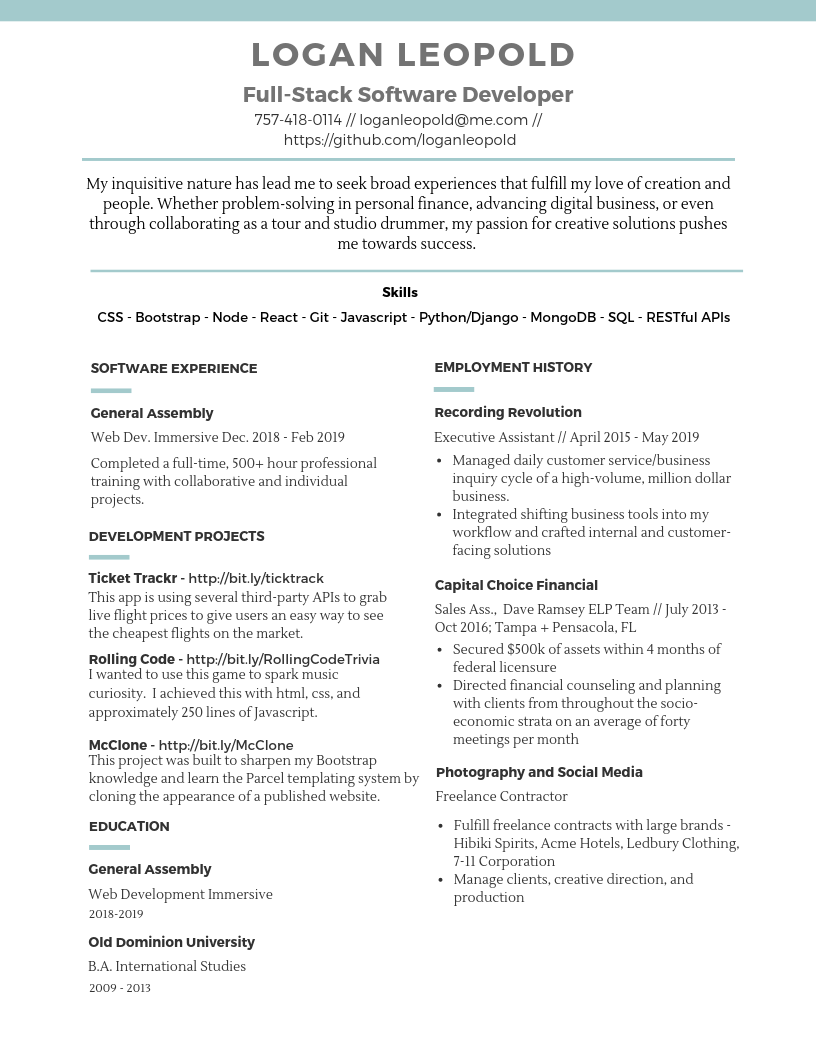 LOGAN LEOPOLD
Full-Stack Software Developer
757-418-0114 // loganleopold@me.com //
https://github.com/loganleopold
My inquisitive nature has lead me to seek broad experiences that fulfill my love of creation and
people. Whether problem-solving in personal finance, advancing digital business, or even
through collaborating as a tour and studio drummer, my passion for creative solutions pushes
me towards success.
Skills
CSS - Bootstrap - Node - React - Git - Javascript - Python/Django - MongoDB - SQL - RESTful APIs
SOFTWARE EXPERIENCE
General Assembly
Web Dev. Immersive Dec. 2018 - Feb 2019
Completed a full-time, 500+ hour professional
training with collaborative and individual
projects.
DEVELOPMENT PROJECTS
Ticket Trackr - http://bit.ly/ticktrack
This app is using several third-party APIs to grab
live flight prices to give users an easy way to see
the cheapest flights on the market.
Rolling Code - http://bit.ly/RollingCodeTrivia
I wanted to use this game to spark music
curiosity.  I achieved this with html, css, and
approximately 250 lines of Javascript.
McClone - http://bit.ly/McClone
This project was built to sharpen my Bootstrap
knowledge and learn the Parcel templating system by
cloning the appearance of a published website.
EDUCATION
General Assembly
Web Development Immersive
2018-2019
Old Dominion University
B.A. International Studies
2009 - 2013
EMPLOYMENT HISTORY
Recording Revolution
Executive Assistant // April 2015 - May 2019
• Managed daily customer service/business
inquiry cycle of a high-volume, million dollar
business.
• Integrated shifting business tools into my
workflow and crafted internal and customer-
facing solutions
Capital Choice Financial
Sales Ass.,  Dave Ramsey ELP Team // July 2013 -
Oct 2016; Tampa + Pensacola, FL
• Secured $500k of assets within 4 months of
federal licensure
• Directed financial counseling and planning
with clients from throughout the socio-
economic strata on an average of forty
meetings per month
Photography and Social Media
Freelance Contractor
• Fulfill freelance contracts with large brands -
Hibiki Spirits, Acme Hotels, Ledbury Clothing,
7-11 Corporation
• Manage clients, creative direction, and
production